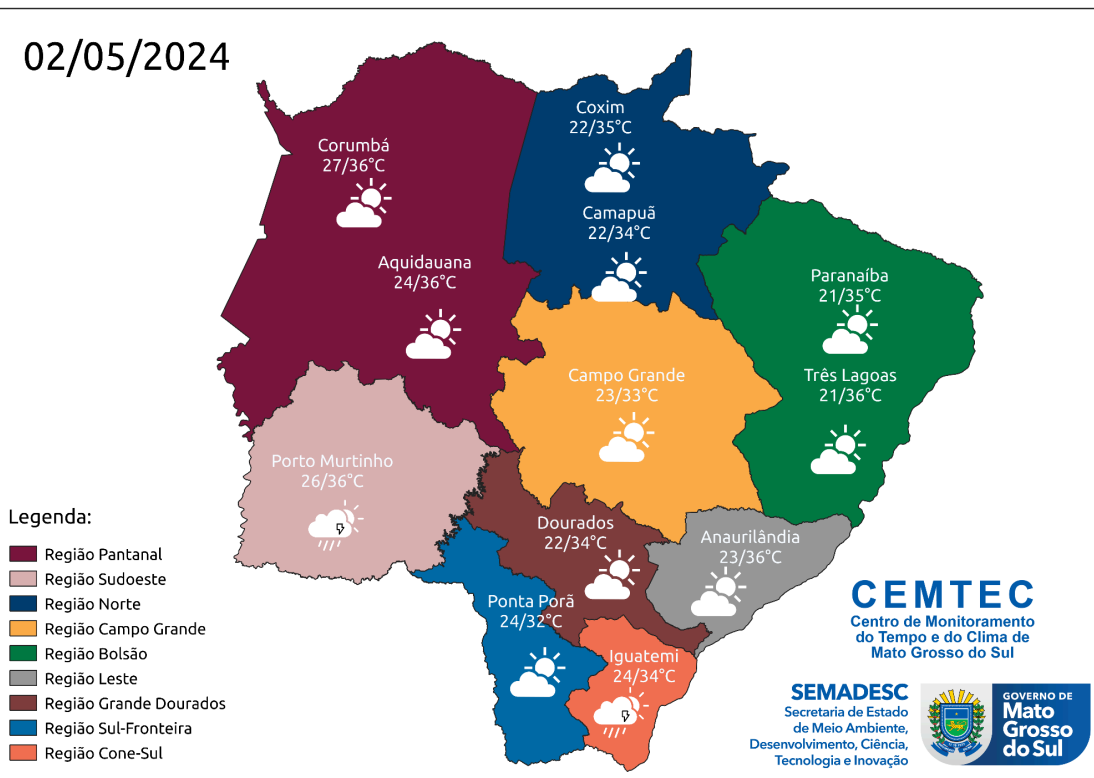 02/05/2024
Coxim
22/35°C
Corumbá
27/36°C
Camapuã
22/34°C
Aquidauana
24/36°C
Paranaíba
21/35°C
Campo Grande
23/33°C
Três Lagoas
21/36°C
Porto Murtinho
26/36°C
Dourados
22/34°C
Anaurilândia
23/36°C
Ponta Porã
24/32°C
Iguatemi
24/34°C
Legenda:
Região Pantanal
Região Sudoeste
Região Norte
Região Campo Grande
Região Bolsão
Região Leste
Região Grande Dourados
Região Sul-Fronteira
Região Cone-Sul
CEMTEC
Centro de Monitoramento
do Tempo e do Clima de
Mato Grosso do Sul
SEMADESC
Secretaria de Estado
de Meio Ambiente,
Desenvolvimento, Ciência,
Tecnologia e Inovação
GOVERNO DE
Mato
Grosso
do Sul